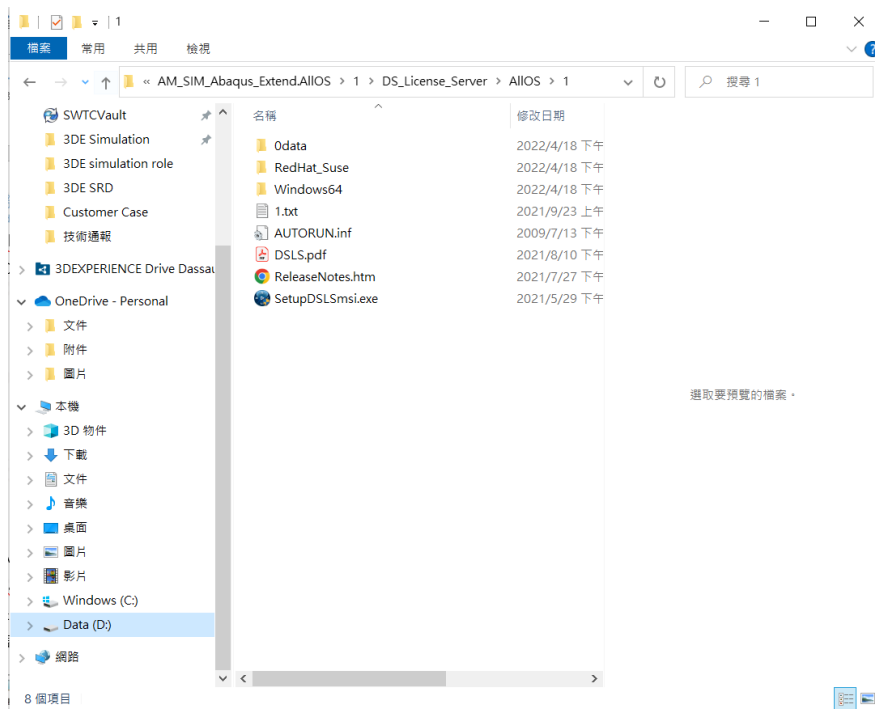 1
檔案 常用 共用 檢視
« AM_SIM_Abaqus_Extend.AllOS > 1 > DS_License_Server > AllOS > 1
搜尋 1
SWTCVault
3DE Simulation
3DE simulation role
3DE SRD
Customer Case
技術通報
3DEXPERIENCE Drive Dassau
OneDrive - Personal
文件
附件
圖片
本機
3D 物件
下載
文件
音樂
桌面
圖片
影片
Windows (C:)
Data (D:)
網路
名稱 修改日期
0data 2022/4/18 下午
RedHat_Suse 2022/4/18 下午
Windows64 2022/4/18 下午
1.txt 2021/9/23 上午
AUTORUN.inf 2009/7/13 下午
DSLS.pdf 2021/8/10 下午
ReleaseNotes.htm 2021/7/27 下午
SetupDSLSmsi.exe 2021/5/29 下午
選取要預覽的檔案。
8 個項目